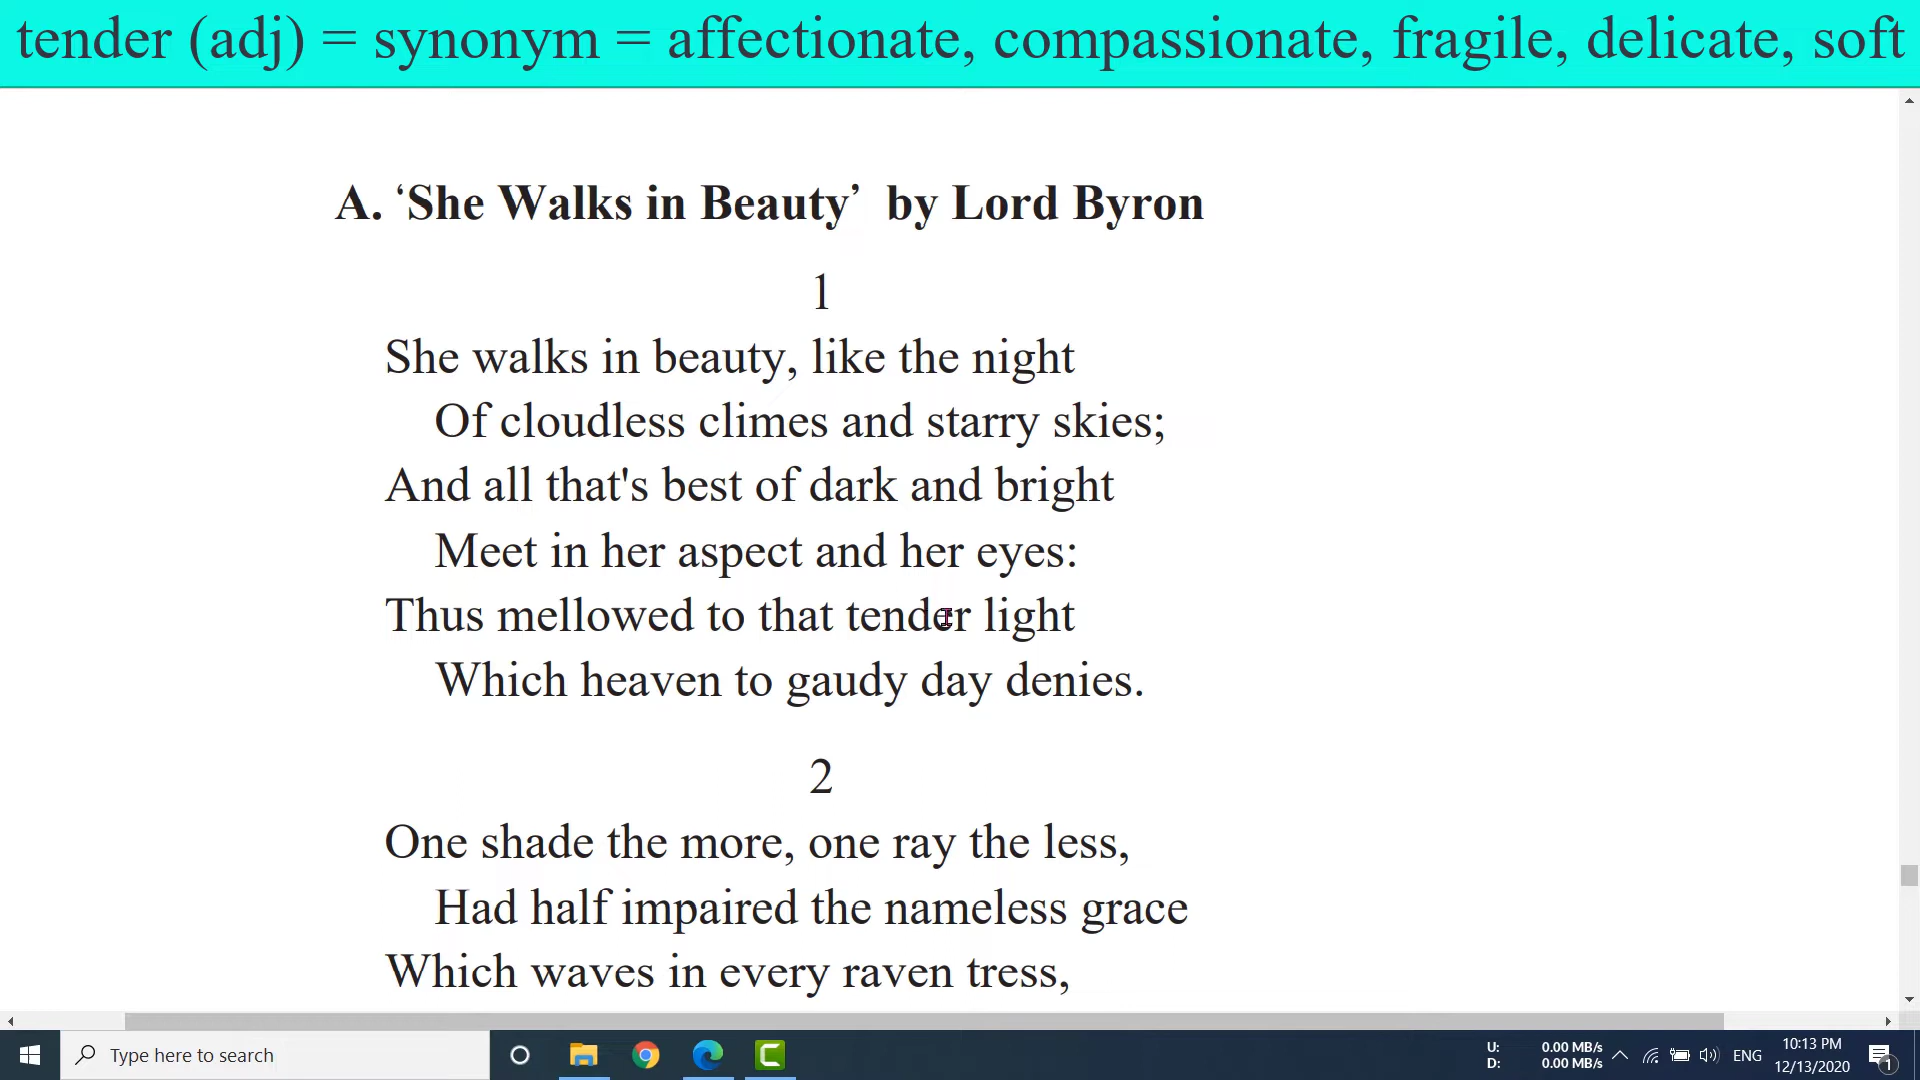 tender (adj) = synonym = affectionate, compassionate, fragile, delicate, soft
A. ‘She Walks in Beauty’ by Lord Byron
1
She walks in beauty, like the night
Of cloudless climes and starry skies;
And all that's best of dark and bright
Meet in her aspect and her eyes:
Thus mellowed to that tender light
Which heaven to gaudy day denies.
2
One shade the more, one ray the less,
Had half impaired the nameless grace
Which waves in every raven tress,
Type here to search
U: 0.00 MB/s
D: 0.00 MB/s
ENG
10:13 PM
12/13/2020
1